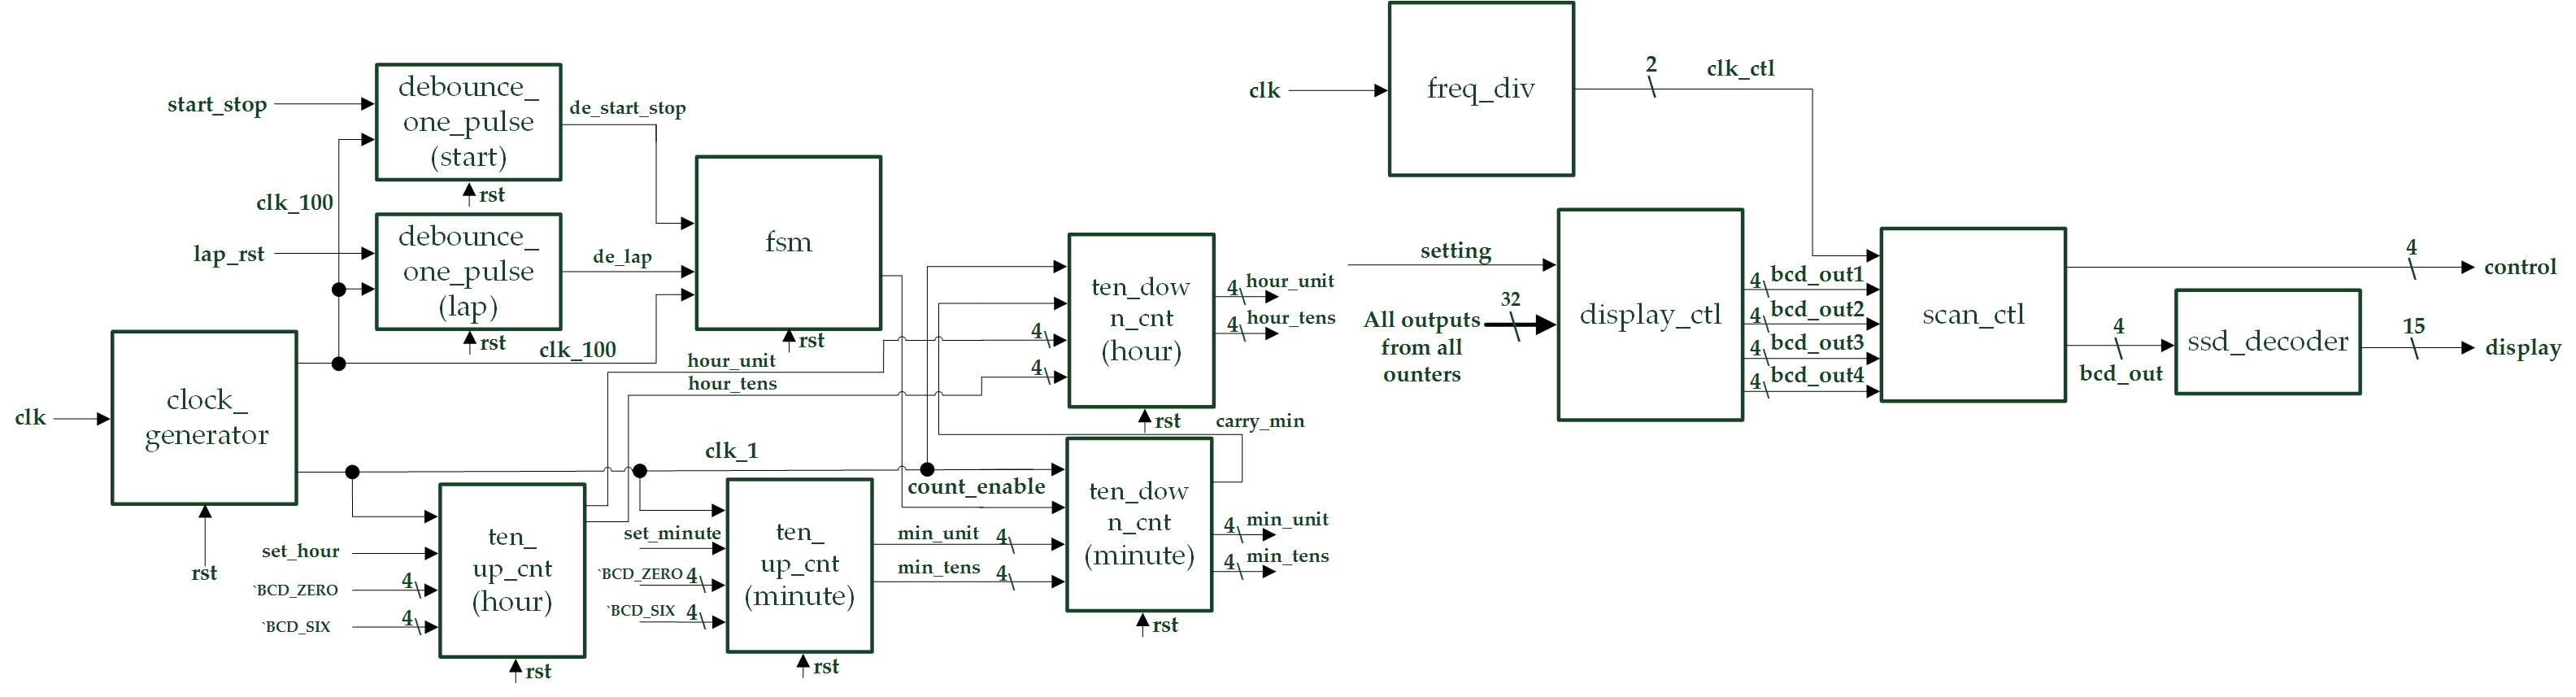 start_stop
debounce_
one_pulse
(start)
rst
de_start_stop
clk_100
lap_rst
debounce_
one_pulse
(lap)
rst
de_lap
clk_100
fsm
rst
clk
clock_
generator
rst
hour_unit
hour_tens
clk_1
count_enable
set_hour
`BCD_ZERO
4
`BCD_SIX
4
ten_
up_cnt
(hour)
rst
set_minute
`BCD_ZERO
4
`BCD_SIX
4
ten_
up_cnt
(minute)
rst
min_unit
4
min_tens
4
4
4
ten_dow
n_cnt
(hour)
rst
4
hour_unit
4
hour_tens
carry_min
ten_dow
n_cnt
(minute)
rst
4
min_unit
4
min_tens
clk
freq_div
2
clk_ctl
setting
32
All outputs
from all
ounters
display_ctl
4
bcd_out1
4
bcd_out2
4
bcd_out3
4
bcd_out4
scan_ctl
4
control
4
bcd_out
ssd_decoder
15
display